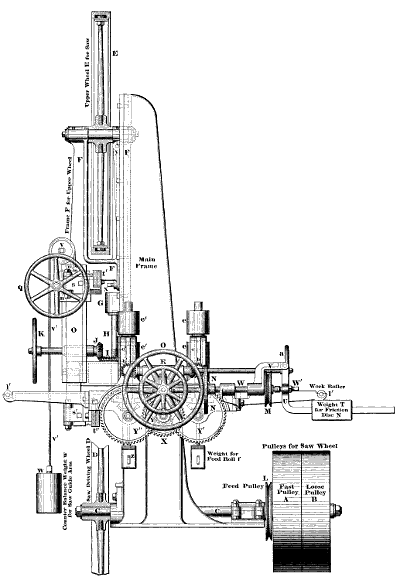 E
Upper Wheel E for Saw
F
F
Frame F for Upper Wheel
Main
Frame
V
F'
I'
Q
G
v'
K
O
J
H
I
e'
e'
O
R
a
W
W'
N
M
Work Roller
1'
Weight T
for Friction
Disc N
1'
X
Y''
Y'
Weight for
Feed Roll f
v'
w
Counter Balance Weight W
for Saw Guide Arm
Saw Driving Wheel D
D
C
C
Pulleys for Saw Wheel
Feed Pulley
L
Fast
Pulley
A
Loose
Pulley
B